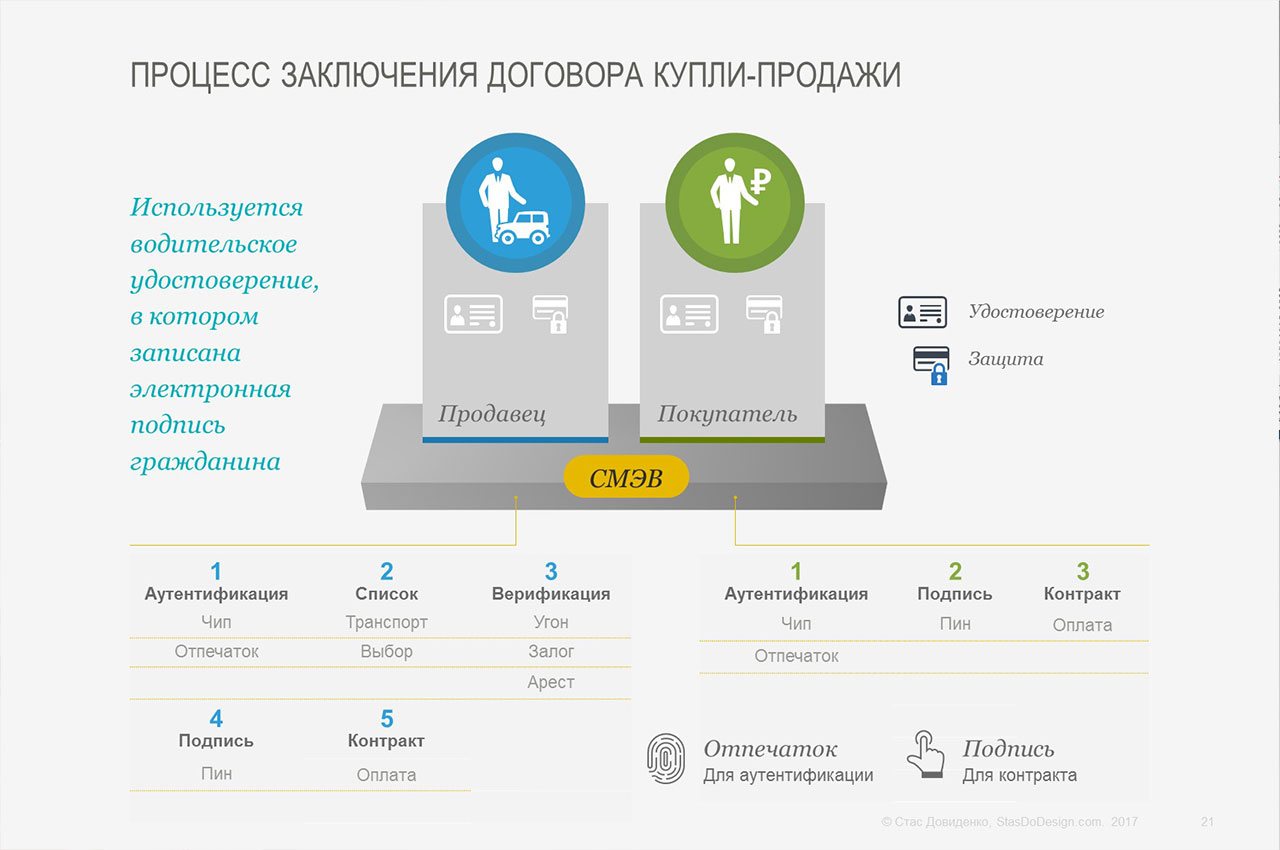 ПРОЦЕСС ЗАКЛЮЧЕНИЯ ДОГОВОРА КУПЛИ-ПРОДАЖИ
Используется
водительское
удостоверение,
в котором
записана
электронная
подпись
гражданина
₽
Удостоверение
Защита
Продавец
Покупатель
СМЭВ
1 2 3
Аутентификация Список Верификация
Чип Транспорт Угон
Отпечаток Выбор Залог
Арест
4 5
Подпись Контракт
Пин Оплата
1 2 3
Аутентификация Подпись Контракт
Чип Пин Оплата
Отпечаток
Отпечаток
Для аутентификации
Подпись
Для контракта
© Стас Довиденко, StasDoDesign.com. 2017 21